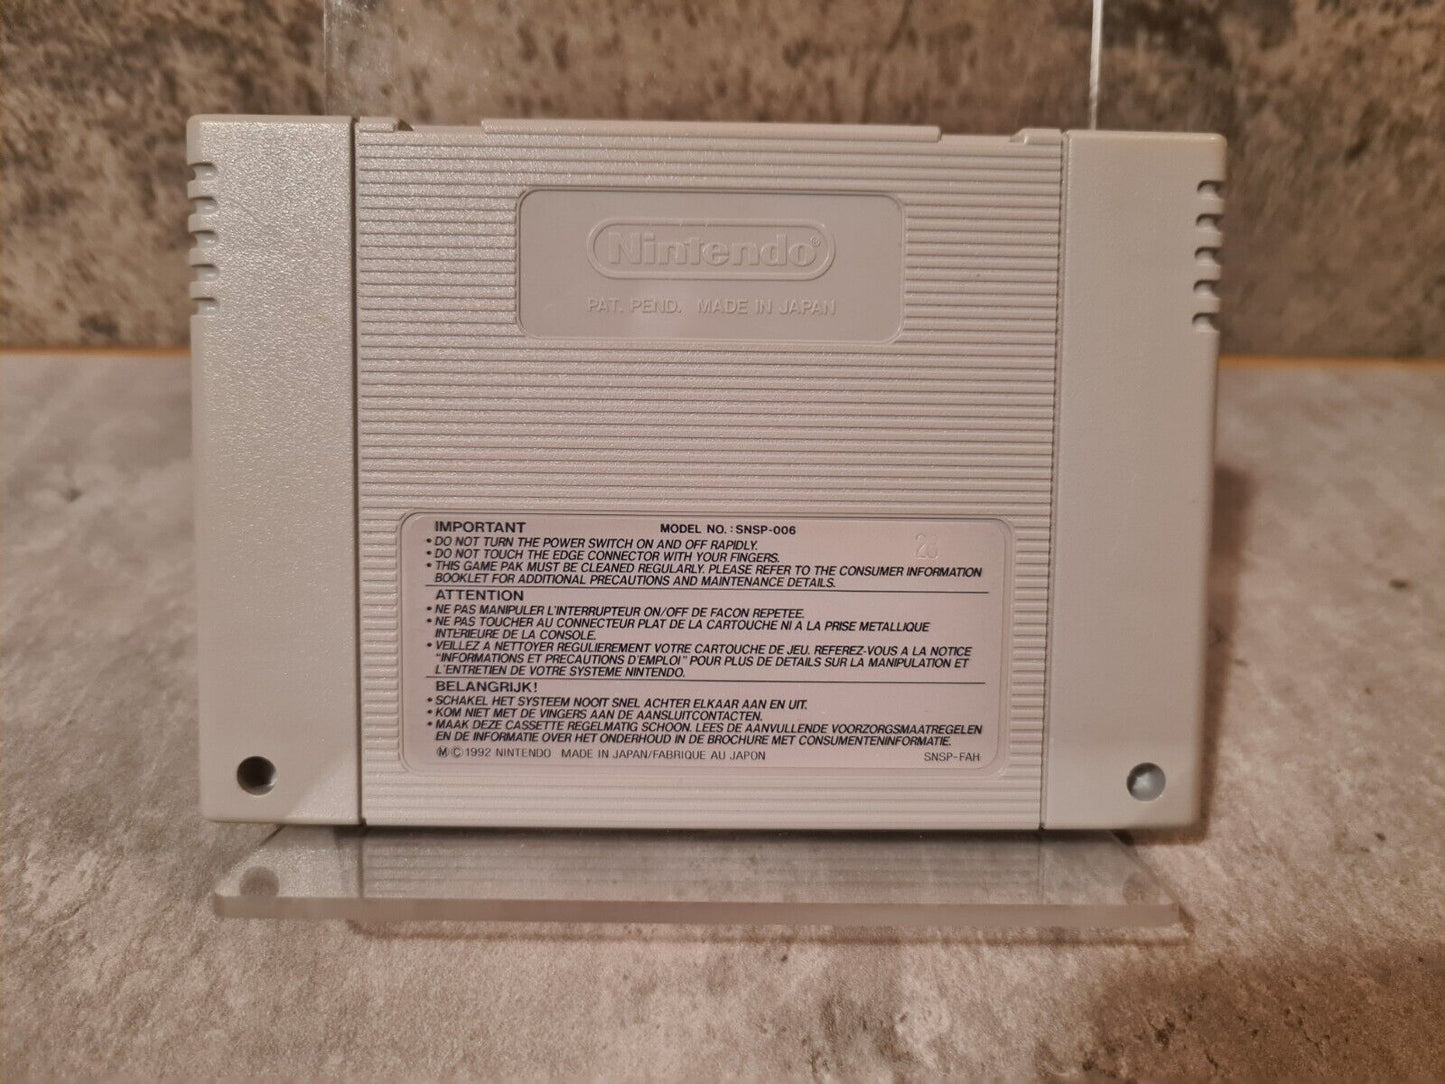 Nintendo®
PAT. PEND. MADE IN JAPAN
IMPORTANT MODEL NO.: SNSP-006
• DO NOT TURN THE POWER SWITCH ON AND OFF RAPIDLY.
• DO NOT TOUCH THE EDGE CONNECTOR WITH YOUR FINGERS.
• THIS GAME PAK MUST BE CLEANED REGULARLY. PLEASE REFER TO THE CONSUMER INFORMATION
BOOKLET FOR ADDITIONAL PRECAUTIONS AND MAINTENANCE DETAILS.
ATTENTION
• NE PAS MANIPULER L'INTERRUPTEUR ON/OFF DE FACON REPETEE.
• NE PAS TOUCHER AU CONNECTEUR PLAT DE LA CARTOUCHE NI A LA PRISE METALLIQUE
INTERIEURE DE LA CONSOLE.
• VEILLEZ A NETTOYER REGULIEREMENT VOTRE CARTOUCHE DE JEU. REFEREZ-VOUS A LA NOTICE
"INFORMATIONS ET PRECAUTIONS D'EMPLOI" POUR PLUS DE DETAILS SUR LA MANIPULATION ET
L'ENTRETIEN DE VOTRE SYSTEME NINTENDO.
BELANGRIJK!
• SCHAKEL HET SYSTEEM NOOIT SNEL ACHTER ELKAAR AAN EN UIT.
• KOM NIET MET DE VINGERS AAN DE AANSLUITCONTACTEN.
• MAAK DEZE CASSETTE REGELMATIG SCHOON. LEES DE AANVULLENDE VOORZORGSMAATREGELEN
EN DE INFORMATIE OVER HET ONDERHOUD IN DE BROCHURE MET CONSUMENTENINFORMATIE.
Ⓜ © 1992 NINTENDO MADE IN JAPAN/FABRIQUE AU JAPON SNSP-FAH